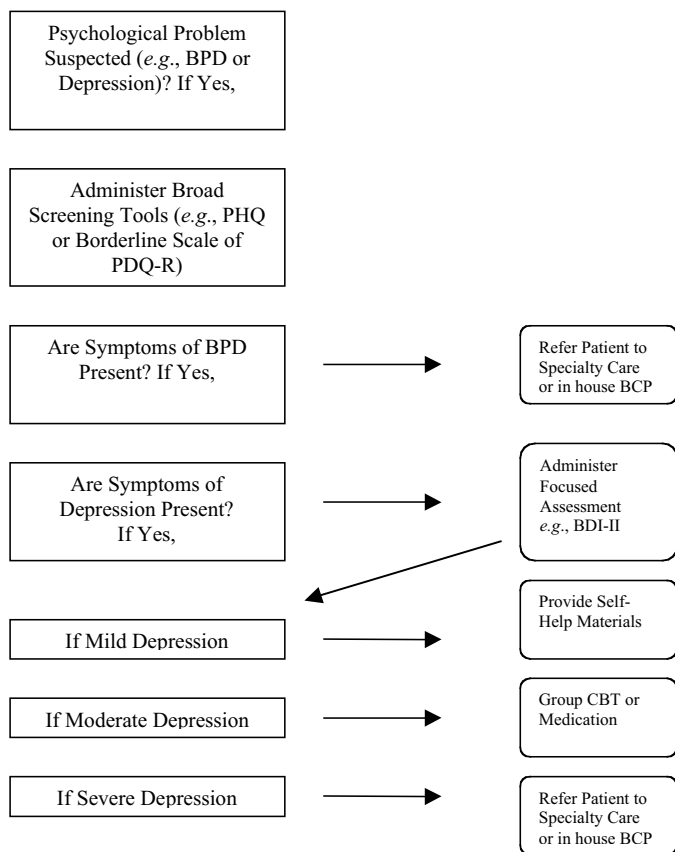 Psychological Problem
Suspected (e.g., BPD or
Depression)? If Yes,
Administer Broad
Screening Tools (e.g., PHQ
or Borderline Scale of
PDQ-R)
Are Symptoms of BPD
Present? If Yes,
Refer Patient to
Specialty Care
or in house BCP
Are Symptoms of
Depression Present?
If Yes,
Administer
Focused
Assessment
e.g., BDI-II
If Mild Depression
Provide Self-
Help Materials
If Moderate Depression
Group CBT or
Medication
If Severe Depression
Refer Patient to
Specialty Care
or in house BCP